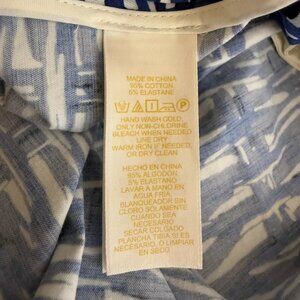 MADE IN CHINA
95% COTTON
5% ELASTANE
HAND WASH COLD,
ONLY NON-CHLORINE
BLEACH WHEN NEEDED
LINE DRY
WARM IRON IF NEEDED,
OR DRY CLEAN
HECHO EN CHINA
95% ALGODON
5% ELASTANO
LAVAR A MANO EN
AGUA FRIA,
BLANQUEADOR SIN
CLORO SOLAMENTE
CUANDO SEA NECESARIO
COLGAR PARA SECAR
PLANCHA TIBIA SI ES
NECESARIO, O LIMPIAR
EN SECO